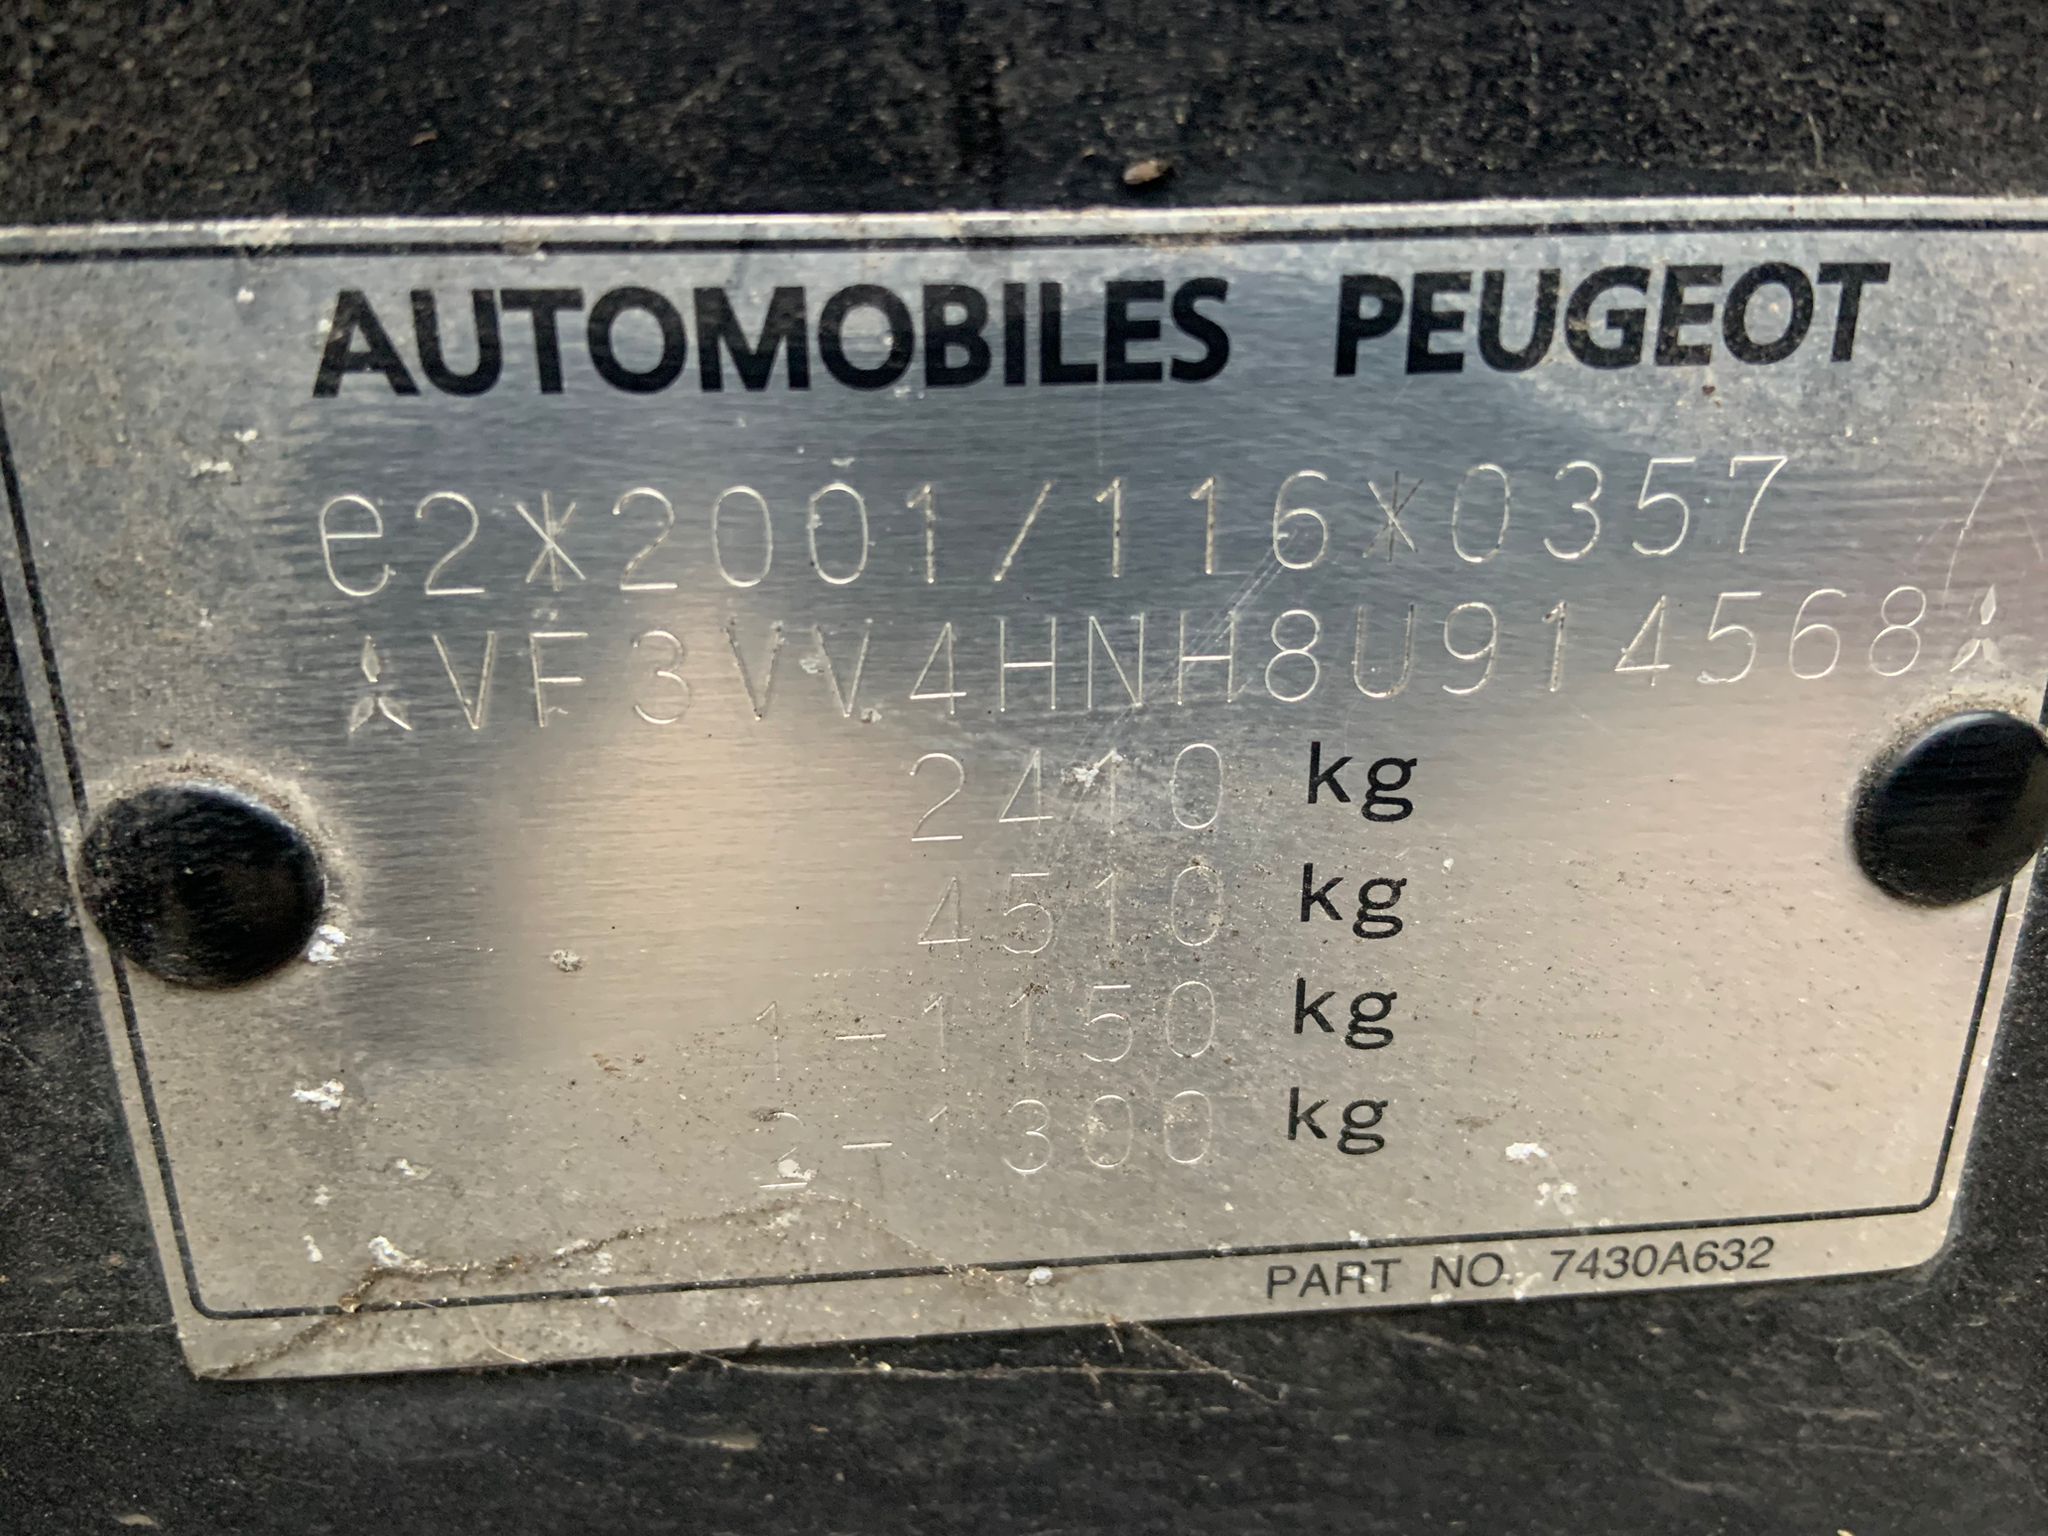 AUTOMOBILES PEUGEOT
e2*2001/116*0357
VF3VV4HNH8U914568
2410 kg
4510 kg
1-1150 kg
2-1300 kg
PART NO. 7430A632